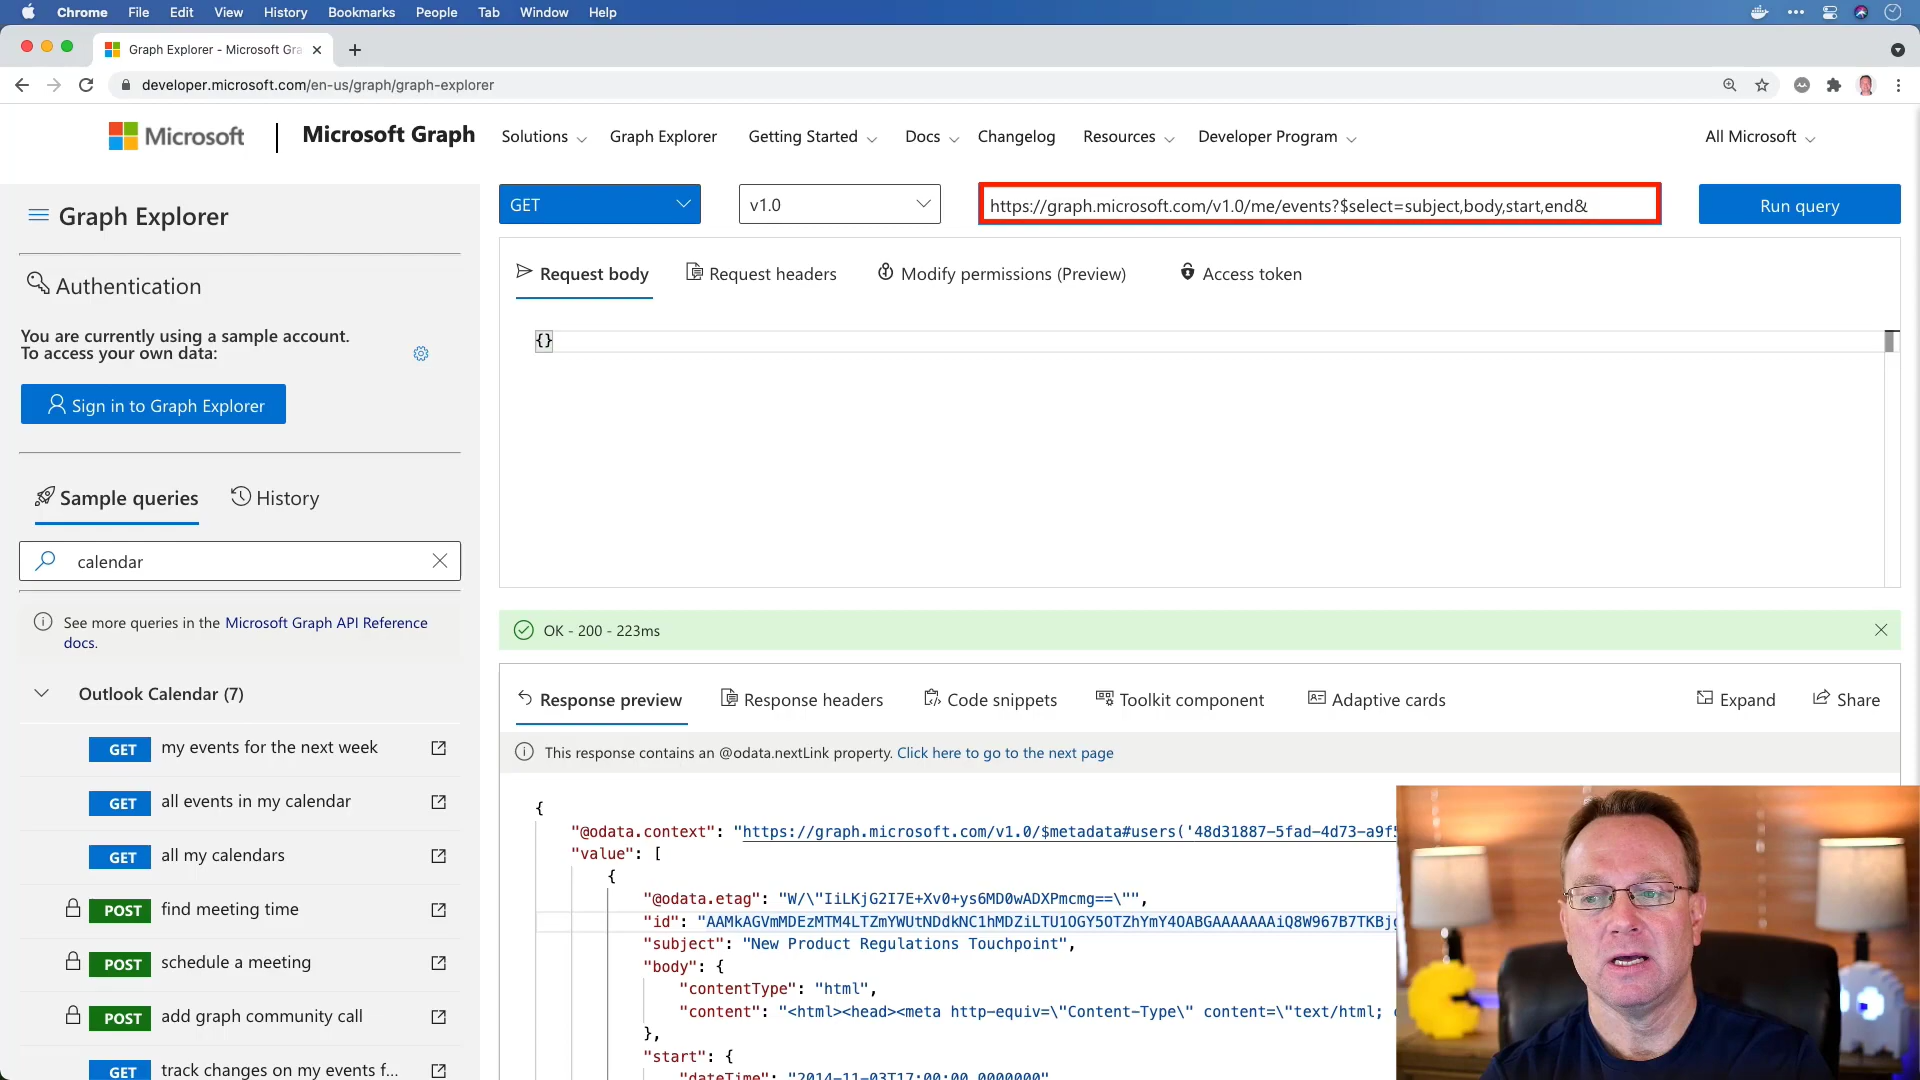 Chrome File Edit View History Bookmarks People Tab Window Help
Graph Explorer - Microsoft Gra
developer.microsoft.com/en-us/graph/graph-explorer
Microsoft
Microsoft Graph
Solutions
Graph Explorer
Getting Started
Docs
Changelog
Resources
Developer Program
All Microsoft
Graph Explorer
GET
v1.0
https://graph.microsoft.com/v1.0/me/events?$select=subject,body,start,end&
Run query
Authentication
You are currently using a sample account.
To access your own data:
Sign in to Graph Explorer
Request body
Request headers
Modify permissions (Preview)
Access token
{}
Sample queries
History
calendar
See more queries in the Microsoft Graph API Reference
docs.
Outlook Calendar (7)
GET my events for the next week
GET all events in my calendar
GET all my calendars
POST find meeting time
POST schedule a meeting
POST add graph community call
GET track changes on my events f...
OK - 200 - 223ms
Response preview
Response headers
Code snippets
Toolkit component
Adaptive cards
Expand
Share
This response contains an @odata.nextLink property. Click here to go to the next page
{
"@odata.context": "https://graph.microsoft.com/v1.0/$metadata#users('48d31887-5fad-4d73-a9f5
"value": [
{
"@odata.etag": "W/\"IiLKjG2I7E+Xv0+ys6MD0wADXPmcmg==\"",
"id": "AAMkAGVmMDEzMTM4LTZmYWUtNDdkNC1hMDZiLTU1OGY5OTZhYmY4OABGAAAAAAAiQ8W967B7TKBj
"subject": "New Product Regulations Touchpoint",
"body": {
"contentType": "html",
"content": "<html><head><meta http-equiv=\"Content-Type\" content=\"text/html;
},
"start": {
"dateTime": "2014-11-03T17:00:00.0000000"